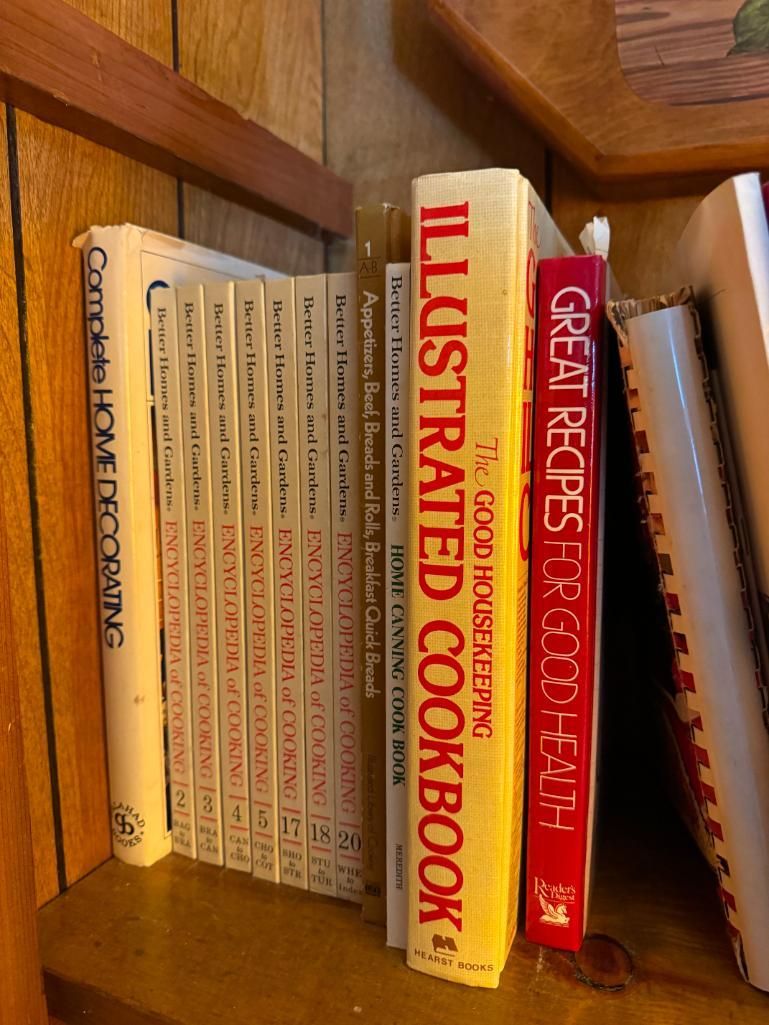 Complete HOME DECORATING
GAHAD
BOOKS
Better Homes and Gardens® ENCYCLOPEDIA of COOKING
2
BAG
to
BRA
Better Homes and Gardens® ENCYCLOPEDIA of COOKING
3
BRA
to
CAN
Better Homes and Gardens® ENCYCLOPEDIA of COOKING
4
CAN
to
CHO
Better Homes and Gardens® ENCYCLOPEDIA of COOKING
5
CHO
to
COT
Better Homes and Gardens® ENCYCLOPEDIA of COOKING
17
SHO
to
STR
Better Homes and Gardens® ENCYCLOPEDIA of COOKING
18
STU
to
TUR
Better Homes and Gardens® ENCYCLOPEDIA of COOKING
20
WHE
to
Index
1
A-B
Appetizers, Beef, Breads and Rolls, Breakfast Quick Breads
Better Homes and Gardens® HOME CANNING COOK BOOK
MEREDITH
The GOOD HOUSEKEEPING
ILLUSTRATED COOKBOOK
HEARST BOOKS
The
GREAT RECIPES FOR GOOD HEALTH
Reader's
Digest